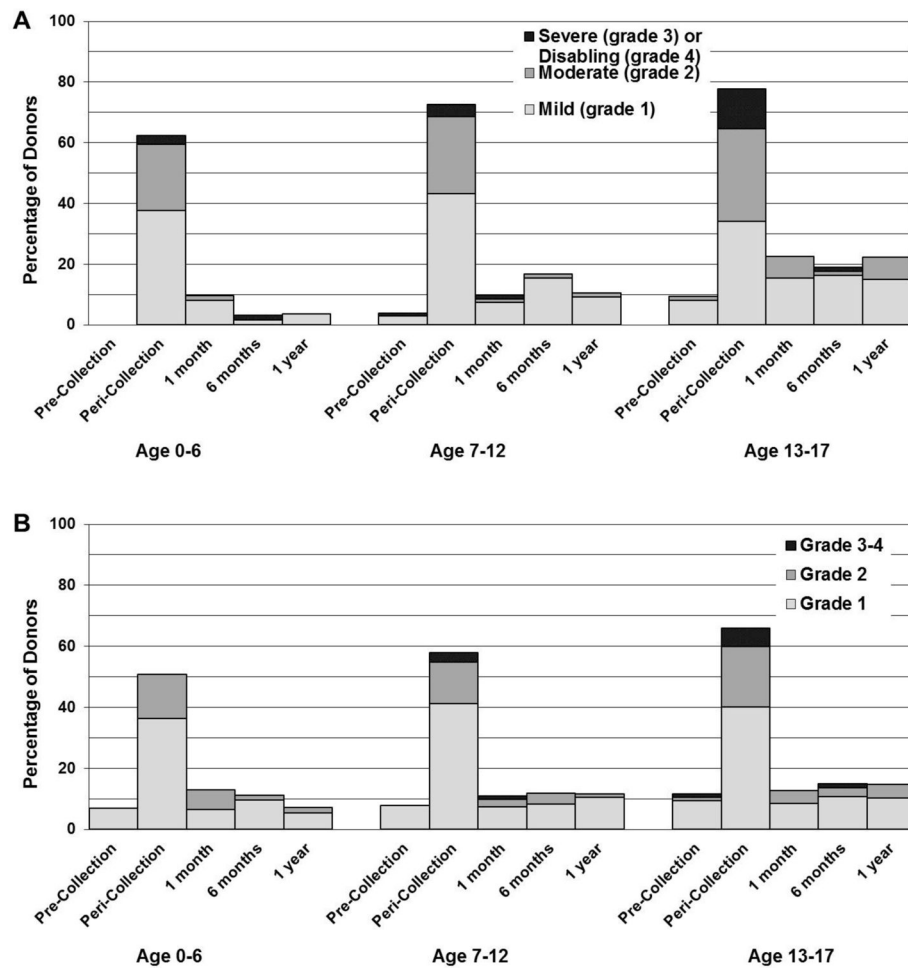 A
100
80
60
40
20
0
Percentage of Donors
Severe (grade 3) or
Disabling (grade 4)
Moderate (grade 2)
Mild (grade 1)
Pre-Collection
Peri-Collection
1 month
6 months
1 year
Pre-Collection
Peri-Collection
1 month
6 months
1 year
Pre-Collection
Peri-Collection
1 month
6 months
1 year
Age 0-6
Age 7-12
Age 13-17
B
100
80
60
40
20
0
Percentage of Donors
Grade 3-4
Grade 2
Grade 1
Pre-Collection
Peri-Collection
1 month
6 months
1 year
Pre-Collection
Peri-Collection
1 month
6 months
1 year
Pre-Collection
Peri-Collection
1 month
6 months
1 year
Age 0-6
Age 7-12
Age 13-17